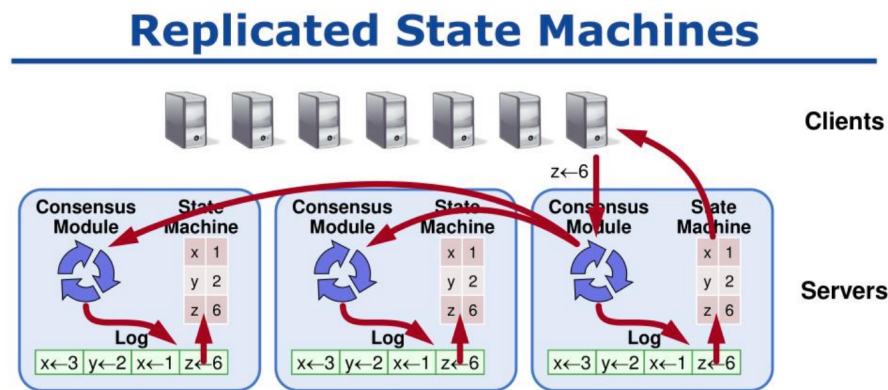 Replicated State Machines
Clients
z←6
Consensus Module
State Machine
x 1
y 2
z 6
Log
x←3 y←2 x←1 z←6
Consensus Module
State Machine
x 1
y 2
z 6
Log
x←3 y←2 x←1 z←6
Consensus Module
State Machine
x 1
y 2
z 6
Log
x←3 y←2 x←1 z←6
Servers